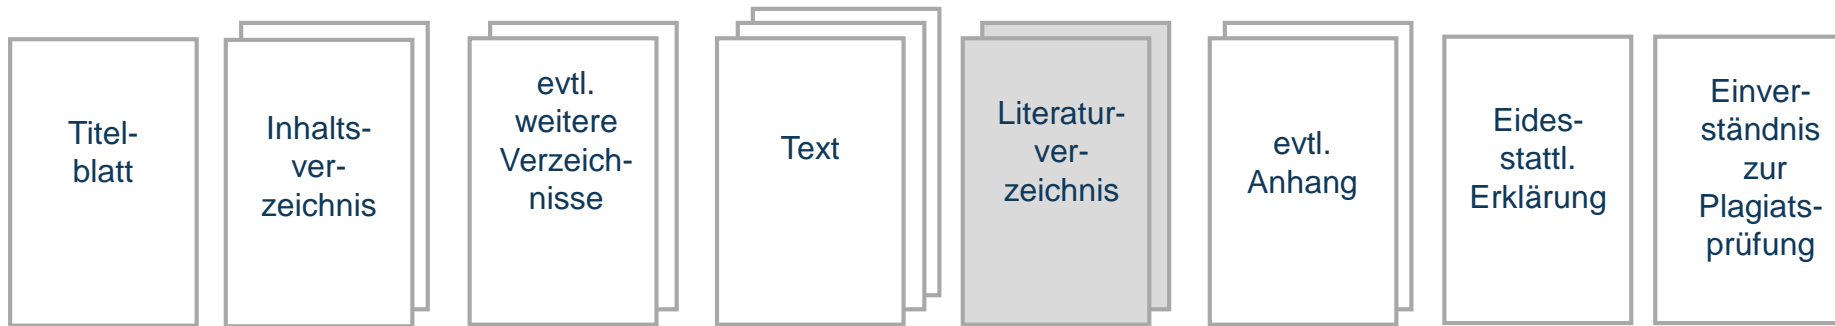 Titel-
blatt
Inhalts-
ver-
zeichnis
evtl.
weitere
Verzeich-
nisse
Text
Literatur-
ver-
zeichnis
evtl.
Anhang
Eides-
stattl.
Erklärung
Einver-
ständnis
zur
Plagiats-
prüfung